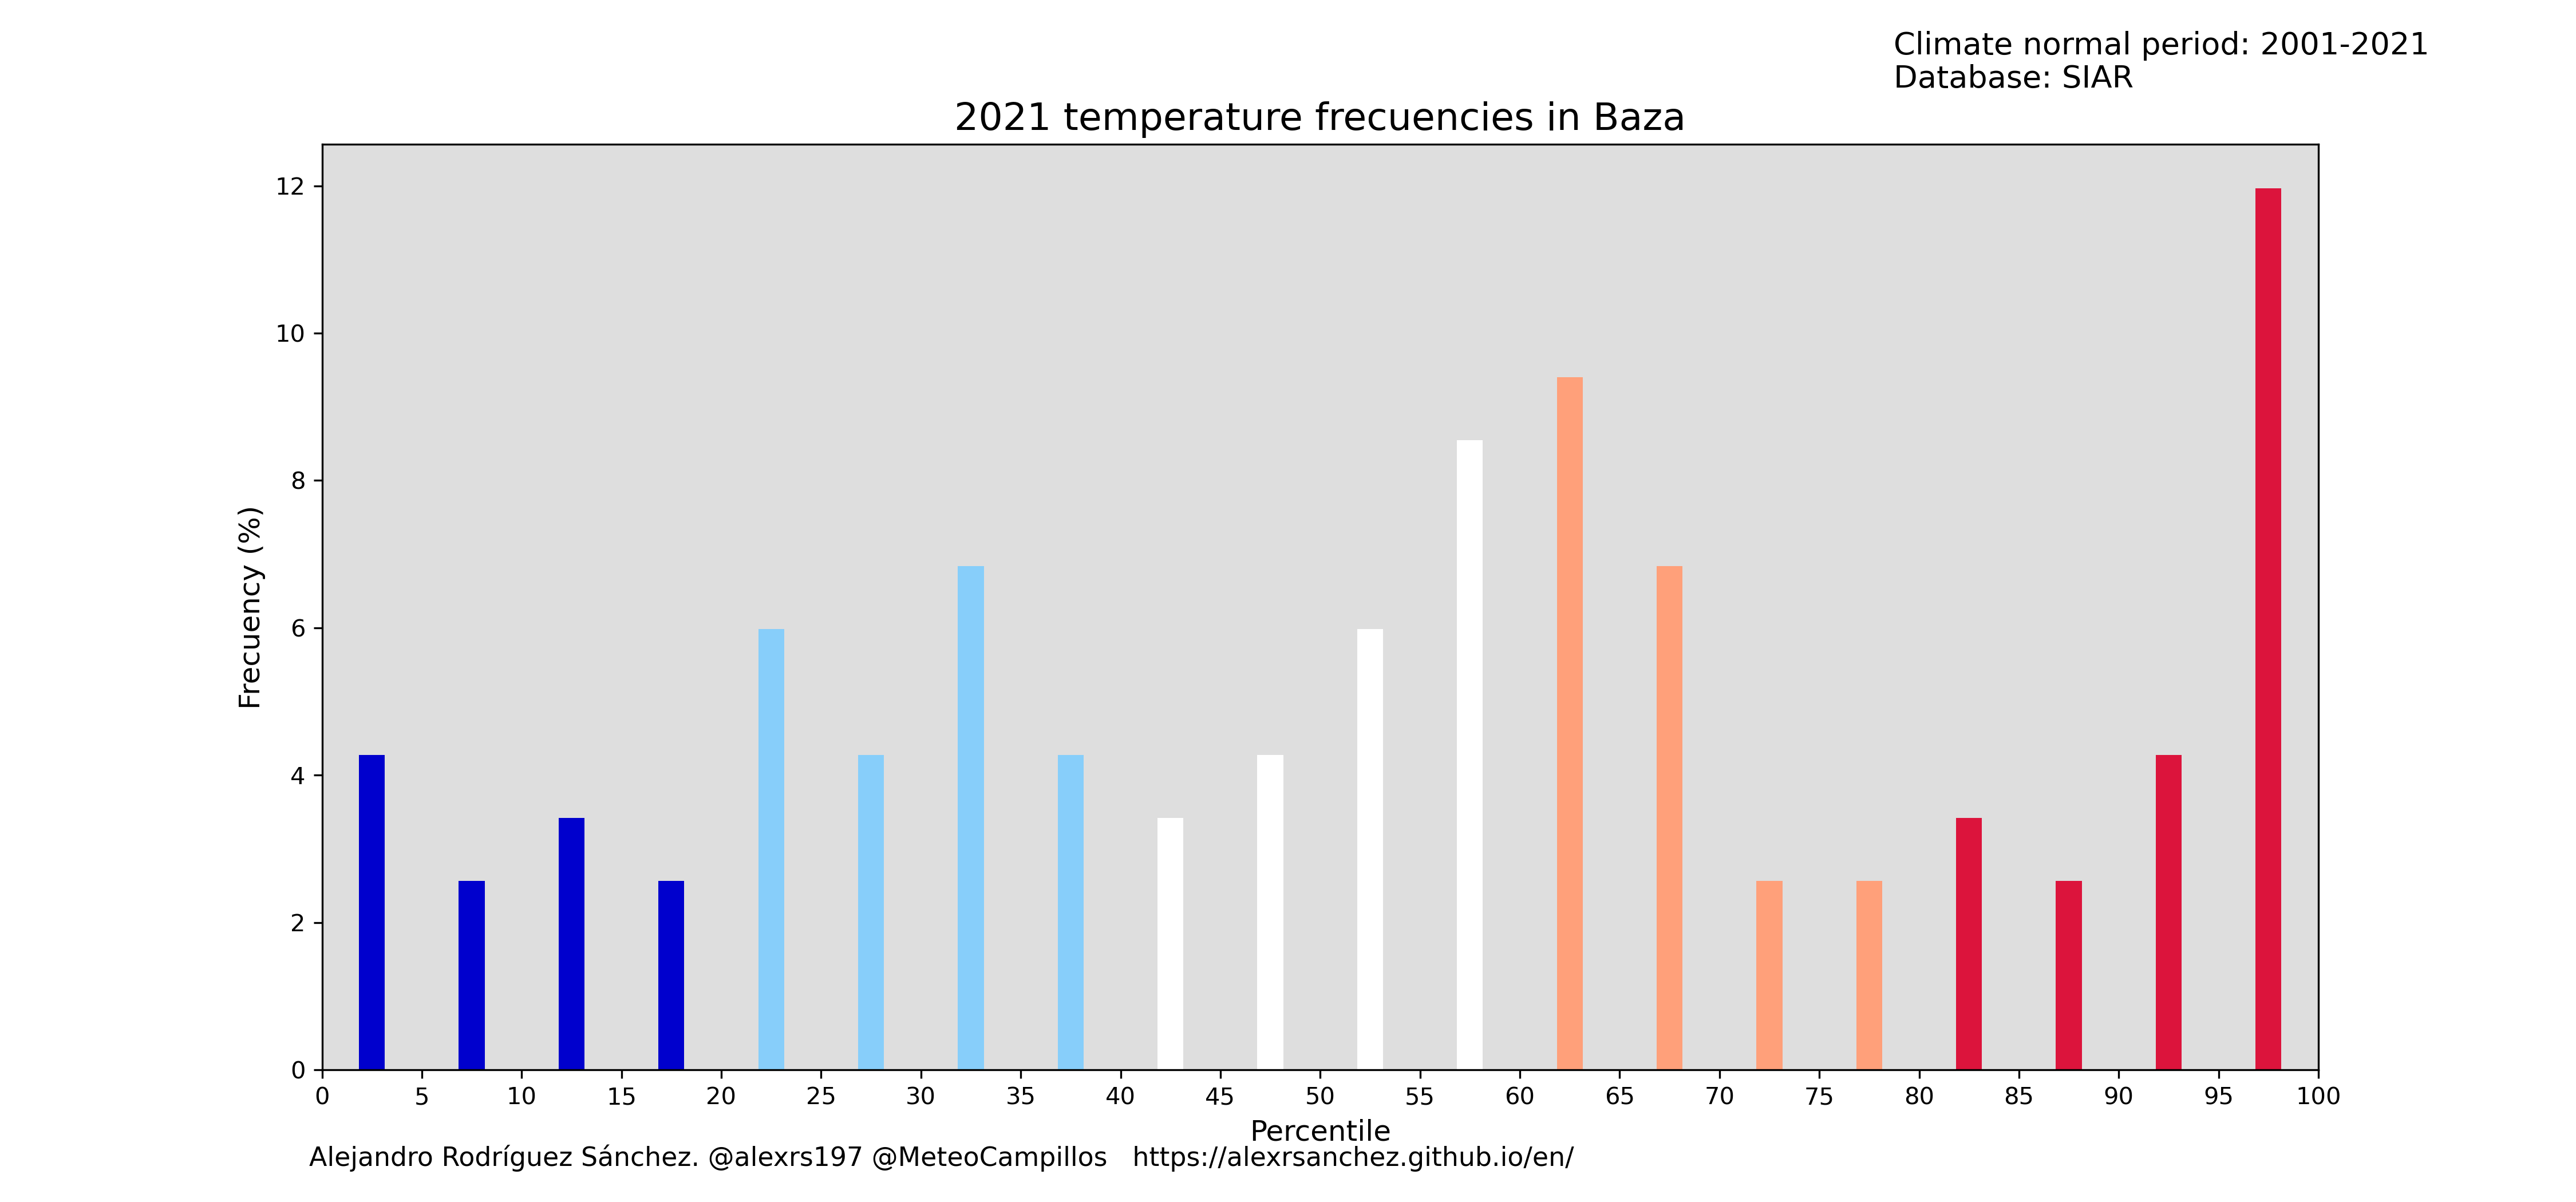 Climate normal period: 2001-2021
Database: SIAR
2021 temperature frecuencies in Baza
12
10
8
6
4
2
0
Frecuency (%)
0 5 10 15 20 25 30 35 40 45 50 55 60 65 70 75 80 85 90 95 100
Percentile
Alejandro Rodríguez Sánchez. @alexrs197 @MeteoCampillos https://alexrsanchez.github.io/en/